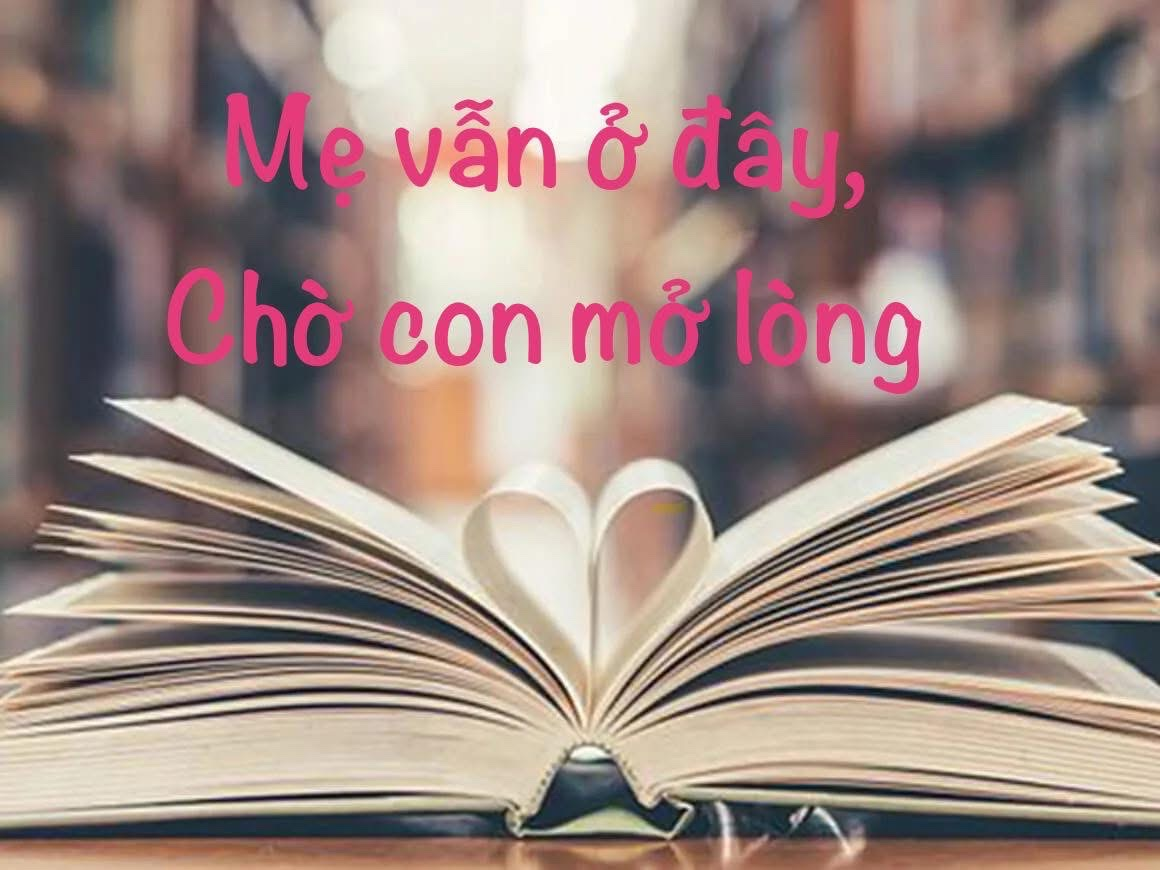 Mẹ vẫn ở đây,
Chờ con mở lòng